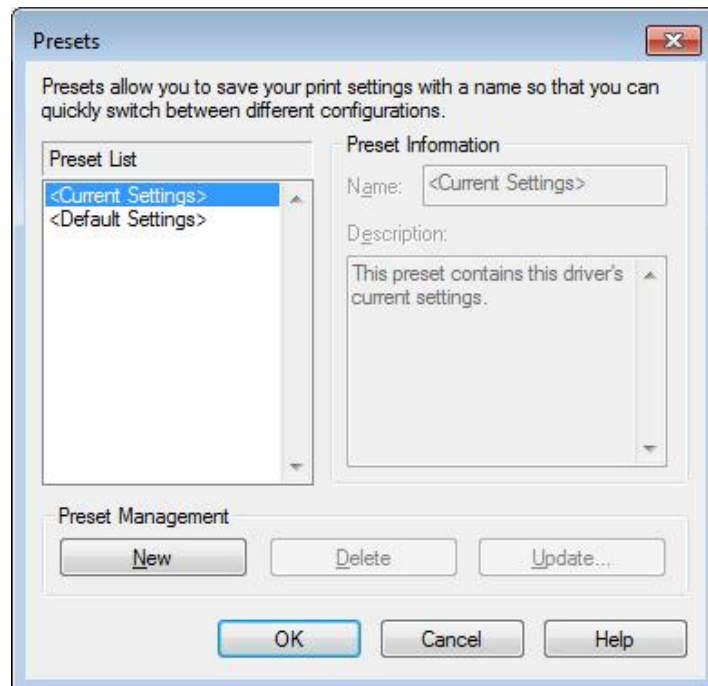 Presets
Presets allow you to save your print settings with a name so that you can
quickly switch between different configurations.
Preset List
<Current Settings>
<Default Settings>
Preset Information
Name: <Current Settings>
Description:
This preset contains this driver's
current settings.
Preset Management
New Delete Update...
OK Cancel Help